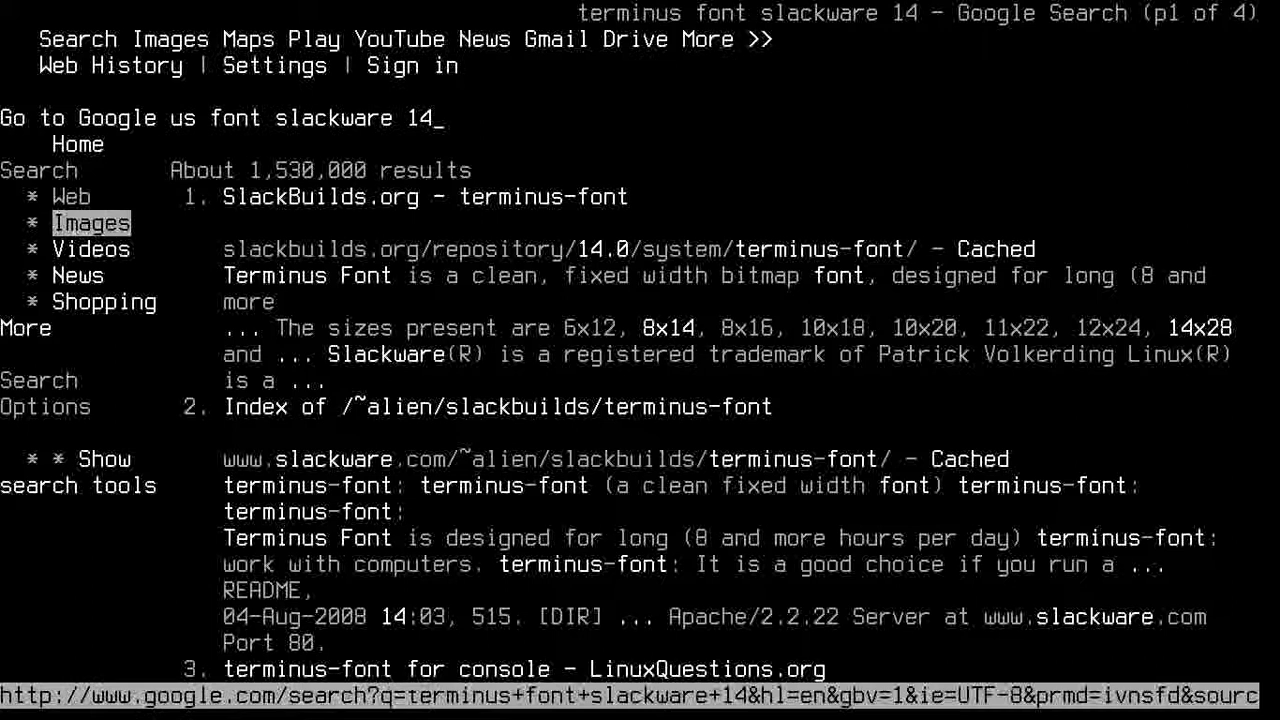 terminus font slackware 14 - Google Search (p1 of 4)
Search Images Maps Play YouTube News Gmail Drive More >>
Web History | Settings | Sign in
Go to Google us font slackware 14_
Home
Search About 1,530,000 results
* Web 1. SlackBuilds.org - terminus-font
* Images
* Videos slackbuilds.org/repository/14.0/system/terminus-font/ - Cached
* News Terminus Font is a clean, fixed width bitmap font, designed for long (8 and
* Shopping more
More ... The sizes present are 6x12, 8x14, 8x16, 10x18, 10x20, 11x22, 12x24, 14x28
and ... Slackware(R) is a registered trademark of Patrick Volkerding Linux(R)
Search is a ...
Options 2. Index of /~alien/slackbuilds/terminus-font
* * Show www.slackware.com/~alien/slackbuilds/terminus-font/ - Cached
search tools terminus-font: terminus-font (a clean fixed width font) terminus-font:
terminus-font:
Terminus Font is designed for long (8 and more hours per day) terminus-font:
work with computers. terminus-font: It is a good choice if you run a ...
README,
04-Aug-2008 14:03, 515. [DIR] ... Apache/2.2.22 Server at www.slackware.com
Port 80.
3. terminus-font for console - LinuxQuestions.org
http://www.google.com/search?q=terminus+font+slackware+14&hl=en&gbv=1&ie=UTF-8&prmd=ivnsfd&sourc